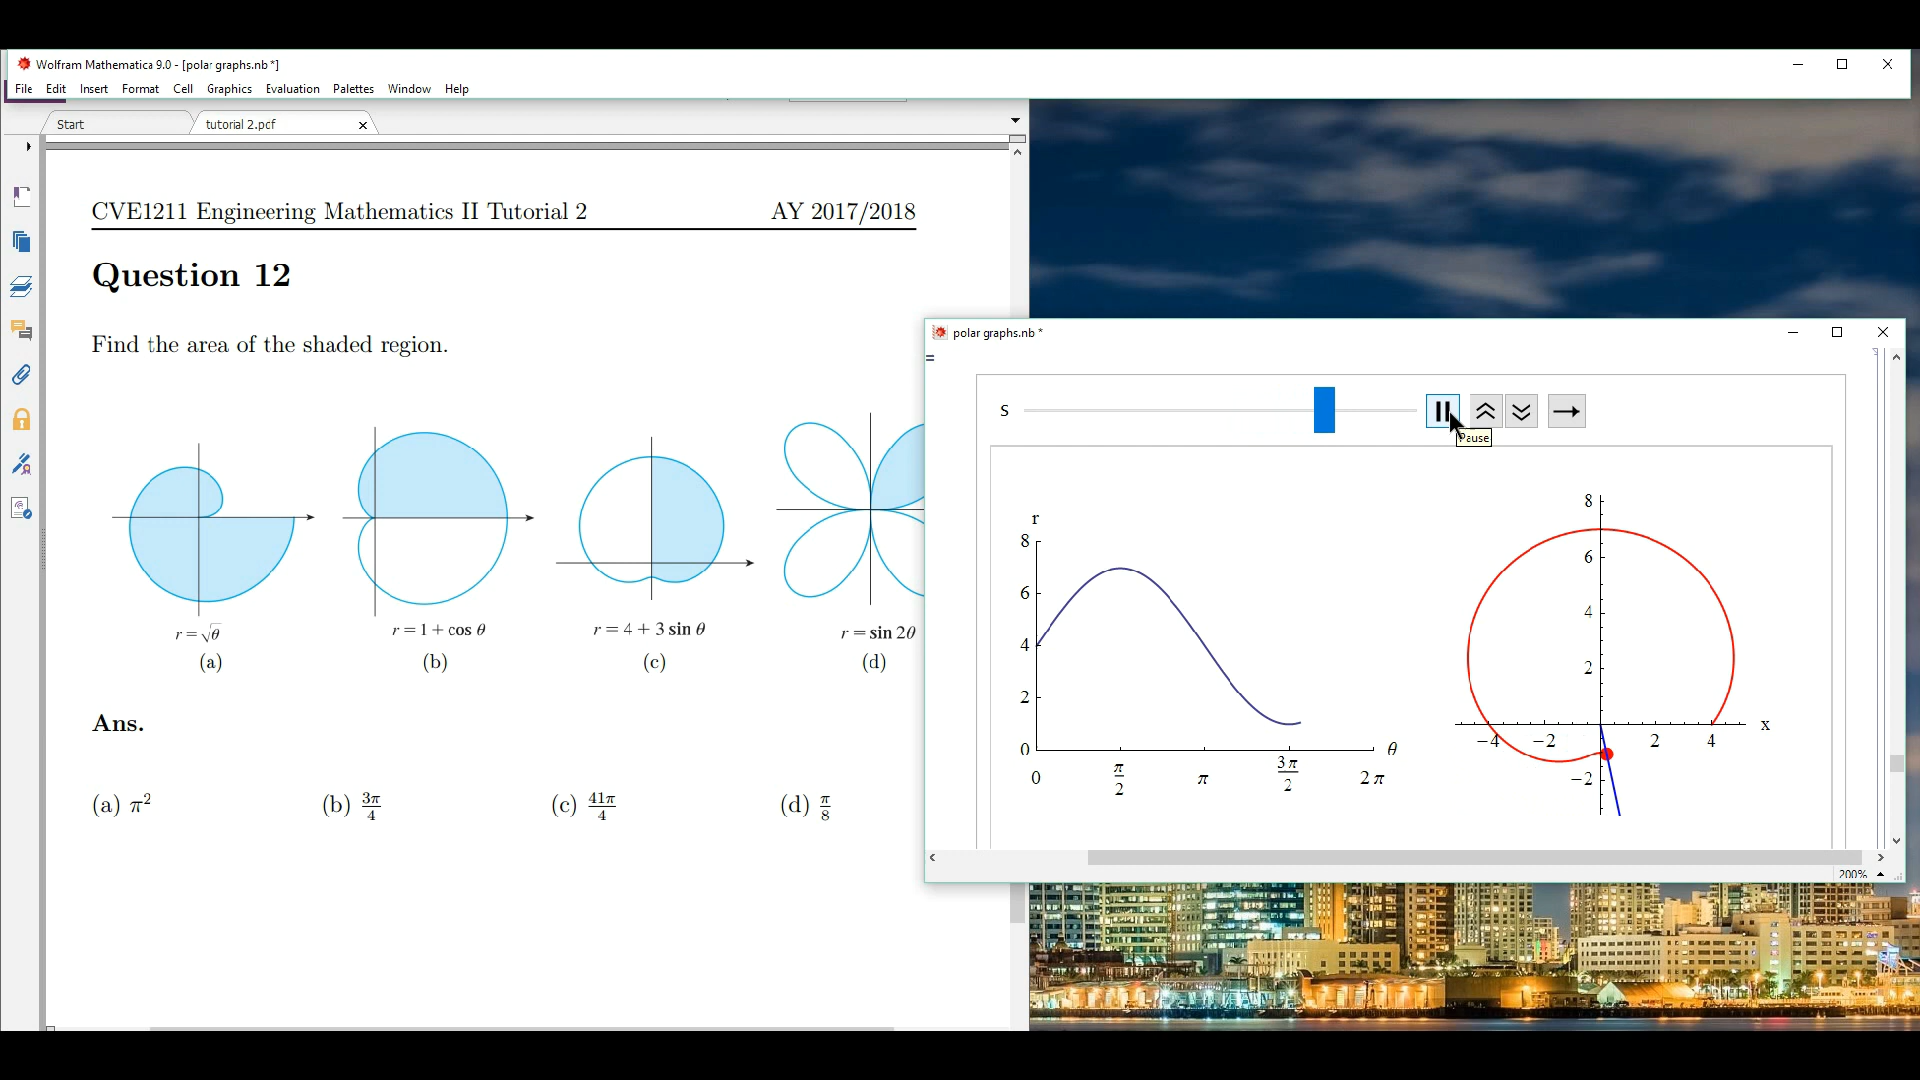 Wolfram Mathematica 9.0 - [polar graphs.nb *]
File Edit Insert Format Cell Graphics Evaluation Palettes Window Help
Start tutorial 2.pdf
CVE1211 Engineering Mathematics II Tutorial 2 AY 2017/2018
Question 12
Find the area of the shaded region.
r = √θ r = 1 + cos θ r = 4 + 3 sin θ r = sin 2θ
(a) (b) (c) (d)
Ans.
(a) π² (b) 3π/4 (c) 41π/4 (d) π/8
polar graphs.nb *
S
Pause
r
8
6
4
2
0
θ
0 π/2 π 3π/2 2π
8
6
4
2
x
−4 −2 2 4
−2
200%